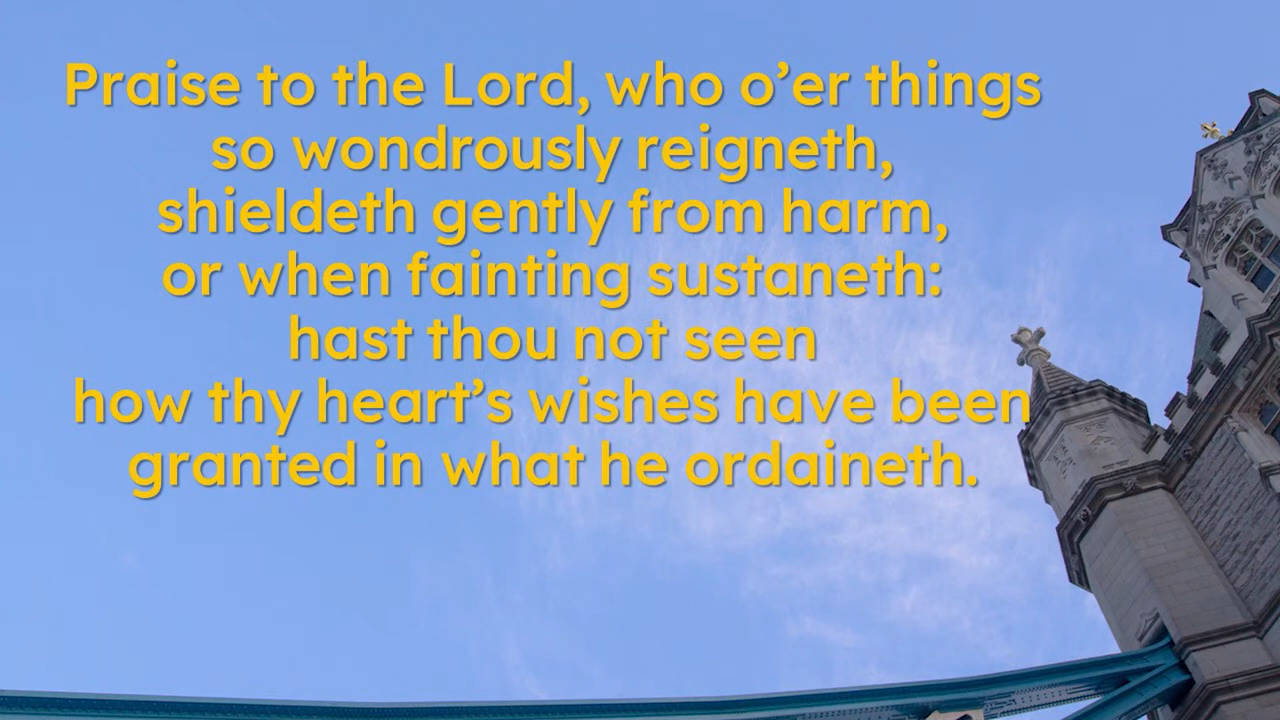 Praise to the Lord, who o’er things
so wondrously reigneth,
shieldeth gently from harm,
or when fainting sustaneth:
hast thou not seen
how thy heart’s wishes have been
granted in what he ordaineth.